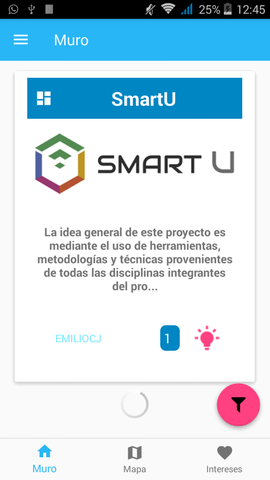 25% 12:45
Muro
SmartU
SMART U
La idea general de este proyecto es
mediante el uso de herramientas,
metodologías y técnicas provenientes
de todas las disciplinas integrantes
del pro...
EMILIOCJ
1
Muro
Mapa
Intereses